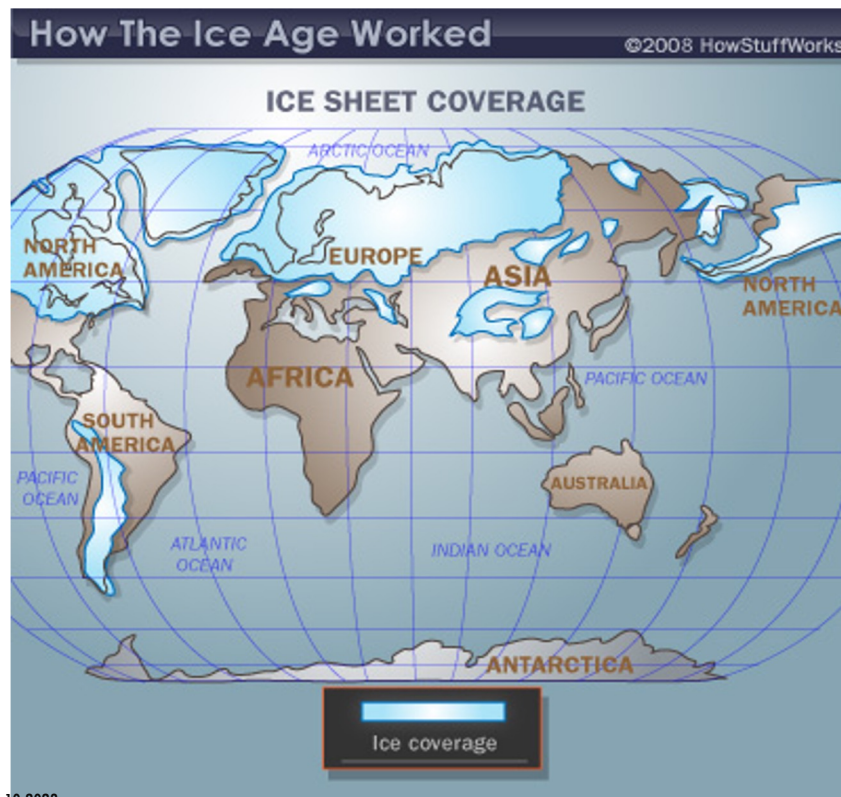 How The Ice Age Worked
©2008 HowStuffWorks
ICE SHEET COVERAGE
ARCTIC OCEAN
NORTH
AMERICA
EUROPE
ASIA
NORTH
AMERICA
AFRICA
PACIFIC OCEAN
SOUTH
AMERICA
PACIFIC
OCEAN
AUSTRALIA
ATLANTIC
OCEAN
INDIAN OCEAN
ANTARCTICA
Ice coverage